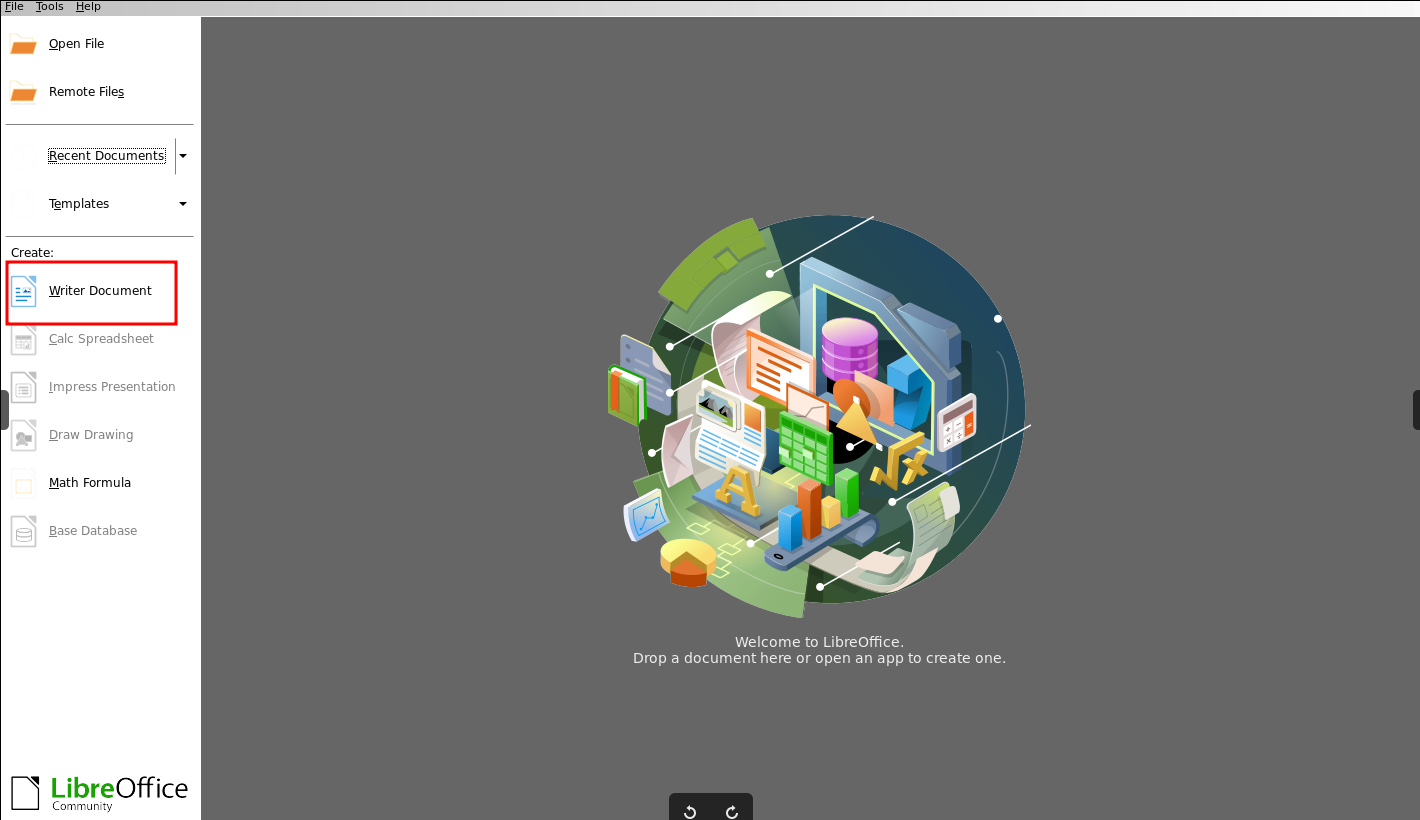 File Tools Help
Open File
Remote Files
Recent Documents
Templates
Create:
Writer Document
Calc Spreadsheet
Impress Presentation
Draw Drawing
Math Formula
Base Database
Welcome to LibreOffice.
Drop a document here or open an app to create one.
LibreOffice
Community